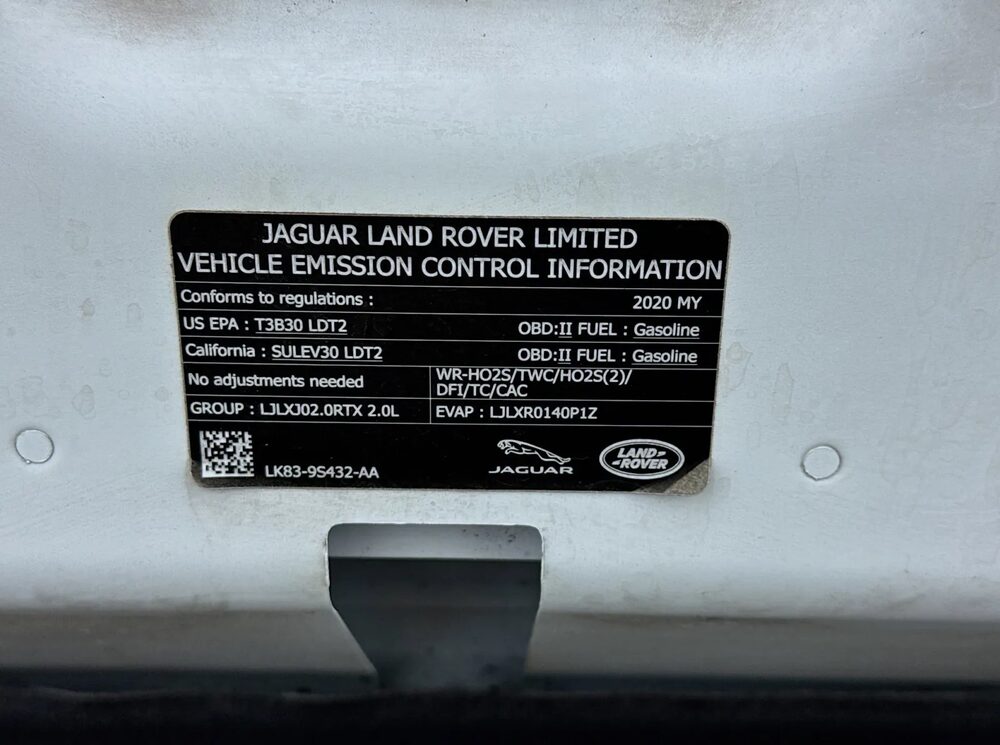 JAGUAR LAND ROVER LIMITED
VEHICLE EMISSION CONTROL INFORMATION
Conforms to regulations : 2020 MY
US EPA : T3B30 LDT2 OBD:II FUEL : Gasoline
California : SULEV30 LDT2 OBD:II FUEL : Gasoline
No adjustments needed
WR-HO2S/TWC/HO2S(2)/
DFI/TC/CAC
GROUP : LJLXJ02.0RTX 2.0L EVAP : LJLXR0140P1Z
LK83-9S432-AA
JAGUAR
LAND-
-ROVER